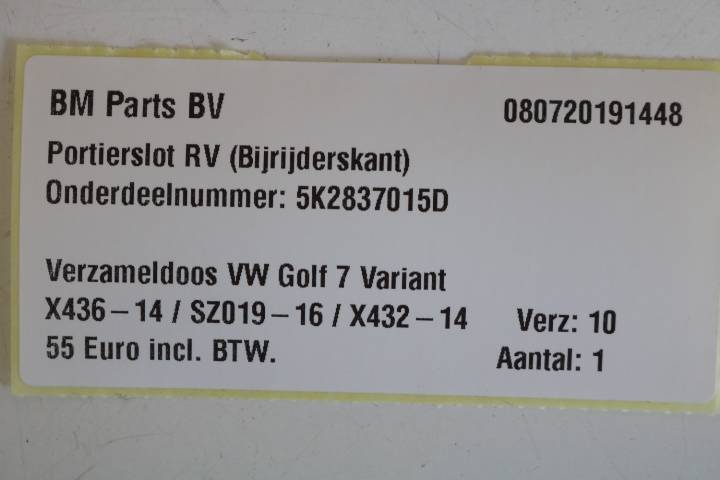 BM Parts BV 080720191448
Portierslot RV (Bijrijderskant)
Onderdeelnummer: 5K2837015D
Verzameldoos VW Golf 7 Variant
X436-14 / SZ019-16 / X432-14 Verz: 10
55 Euro incl. BTW. Aantal: 1